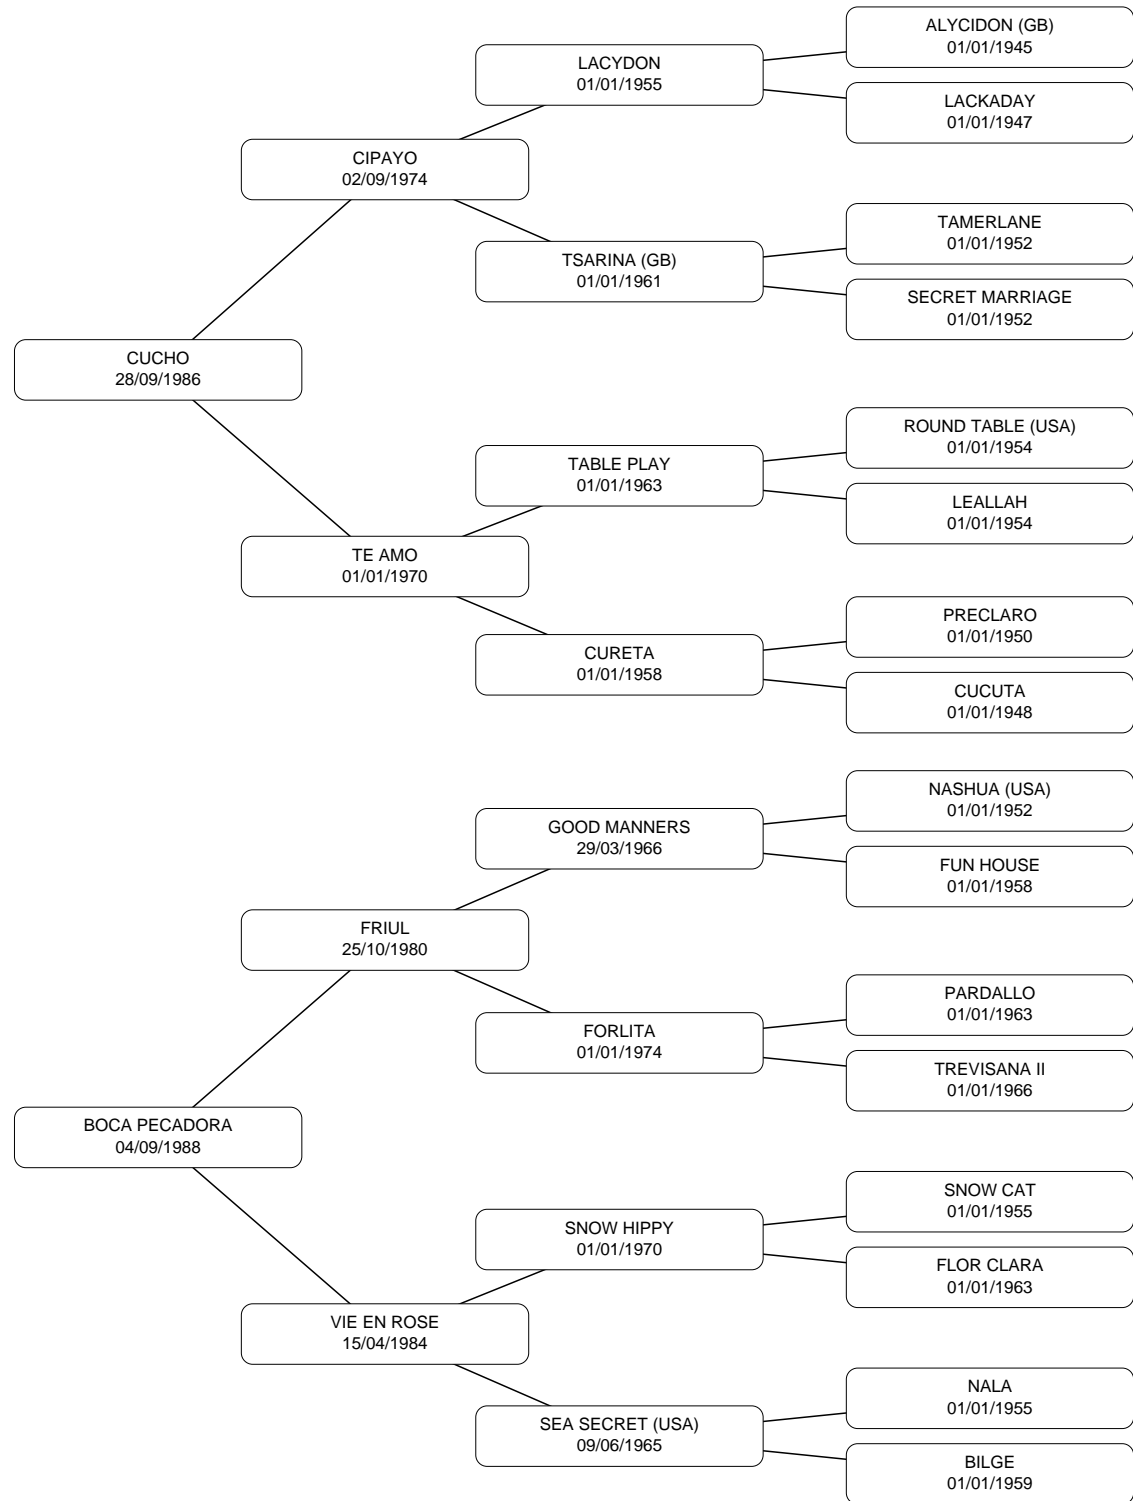 ALYCIDON (GB)
01/01/1945
LACYDON
01/01/1955
LACKADAY
01/01/1947
CIPAYO
02/09/1974
TAMERLANE
01/01/1952
TSARINA (GB)
01/01/1961
SECRET MARRIAGE
01/01/1952
CUCHO
28/09/1986
ROUND TABLE (USA)
01/01/1954
TABLE PLAY
01/01/1963
LEALLAH
01/01/1954
TE AMO
01/01/1970
PRECLARO
01/01/1950
CURETA
01/01/1958
CUCUTA
01/01/1948
NASHUA (USA)
01/01/1952
GOOD MANNERS
29/03/1966
FUN HOUSE
01/01/1958
FRIUL
25/10/1980
PARDALLO
01/01/1963
FORLITA
01/01/1974
TREVISANA II
01/01/1966
BOCA PECADORA
04/09/1988
SNOW CAT
01/01/1955
SNOW HIPPY
01/01/1970
FLOR CLARA
01/01/1963
VIE EN ROSE
15/04/1984
NALA
01/01/1955
SEA SECRET (USA)
09/06/1965
BILGE
01/01/1959